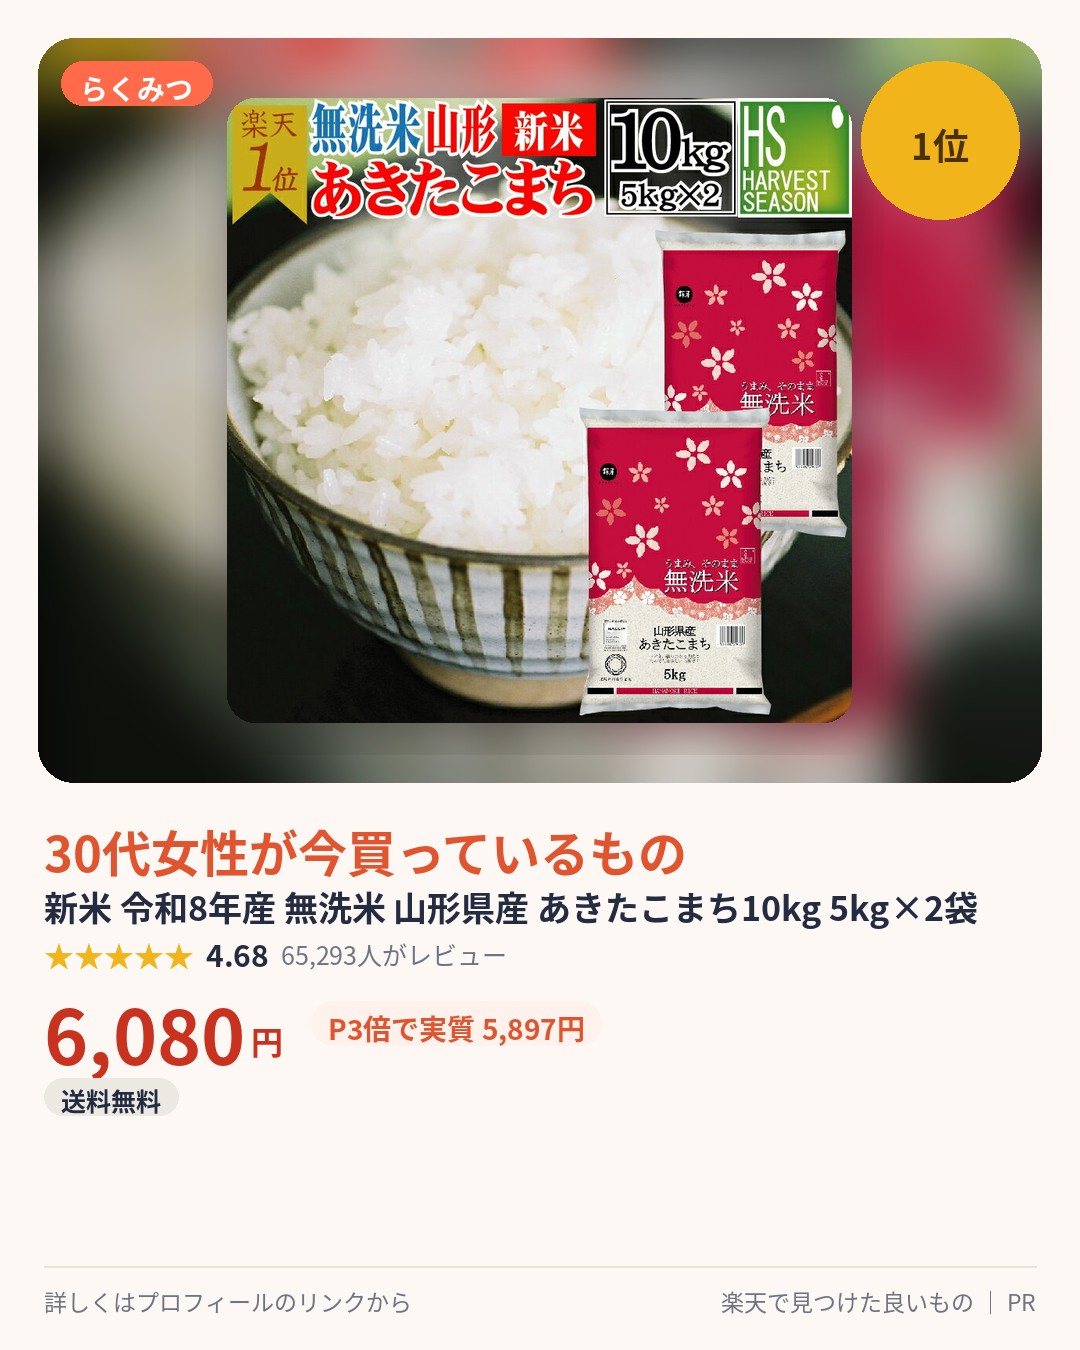 らくみつ
1位
楽天
1位
無洗米山形 新米
あきたこまち
10kg
5kg×2
HS
HARVEST
SEASON
うまみ、そのまま
無洗米
うまみ、そのまま
無洗米
山形県産
あきたこまち
5kg
30代女性が今買っているもの
新米 令和8年産 無洗米 山形県産 あきたこまち10kg 5kg×2袋
★★★★★ 4.68 65,293人がレビュー
6,080円 P3倍で実質 5,897円
送料無料
詳しくはプロフィールのリンクから
楽天で見つけた良いもの | PR